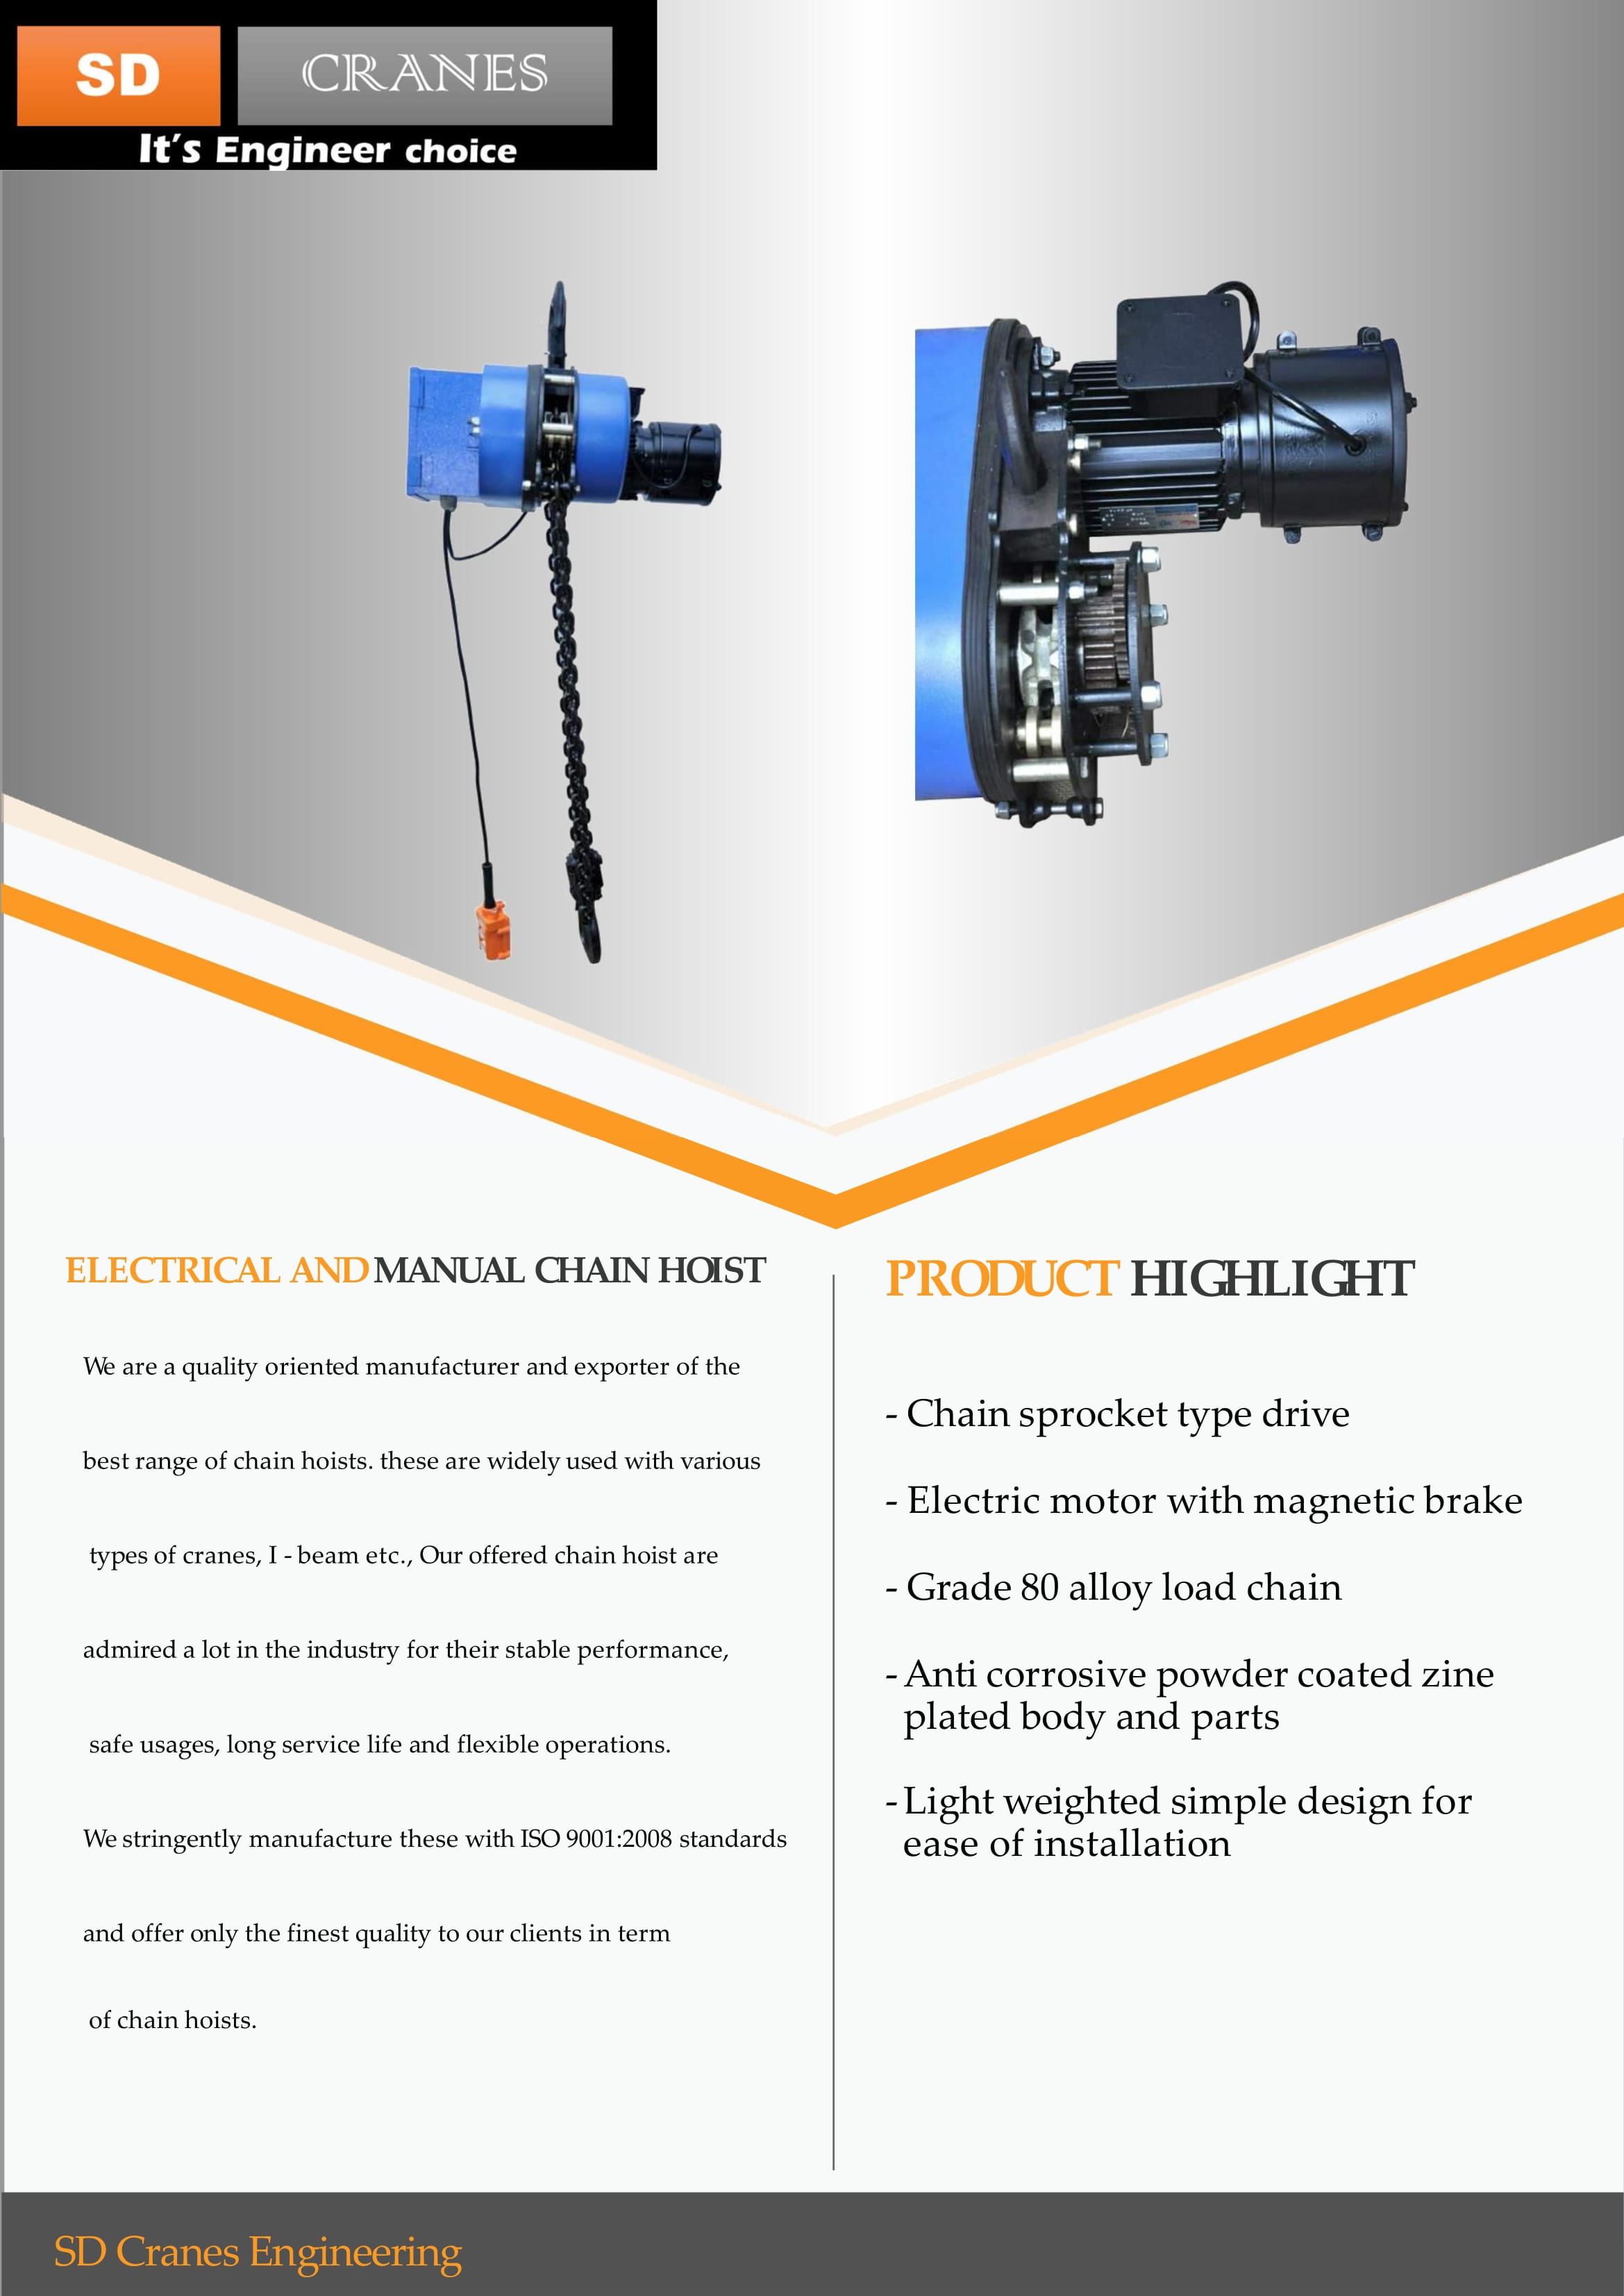 SD CRANES
It's Engineer choice
ELECTRICAL AND MANUAL CHAIN HOIST
We are a quality oriented manufacturer and exporter of the
best range of chain hoists. these are widely used with various
types of cranes, I - beam etc., Our offered chain hoist are
admired a lot in the industry for their stable performance,
safe usages, long service life and flexible operations.
We stringently manufacture these with ISO 9001:2008 standards
and offer only the finest quality to our clients in term
of chain hoists.
PRODUCT HIGHLIGHT
- Chain sprocket type drive
- Electric motor with magnetic brake
- Grade 80 alloy load chain
- Anti corrosive powder coated zine
plated body and parts
- Light weighted simple design for
ease of installation
SD Cranes Engineering